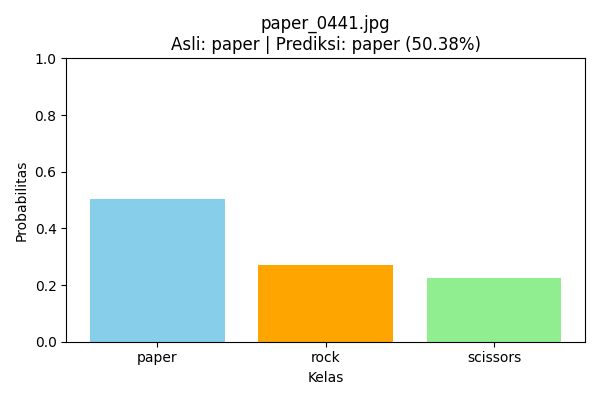 paper_0441.jpg
Asli: paper | Prediksi: paper (50.38%)
1.0
0.8
0.6
0.4
0.2
0.0
Probabilitas
paper
rock
scissors
Kelas